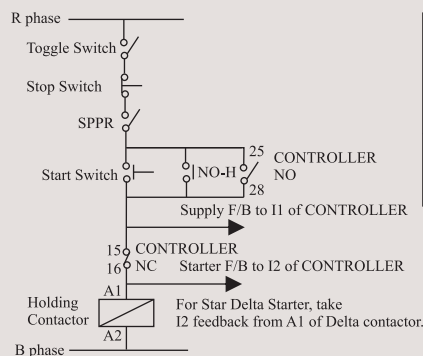 R phase
Toggle Switch
Stop Switch
SPPR
Start Switch
NO-H
25
28
CONTROLLER
NO
Supply F/B to I1 of CONTROLLER
15
16
CONTROLLER
NC
Starter F/B to I2 of CONTROLLER
A1
Holding
Contactor
A2
For Star Delta Starter, take
I2 feedback from A1 of Delta contactor.
B phase